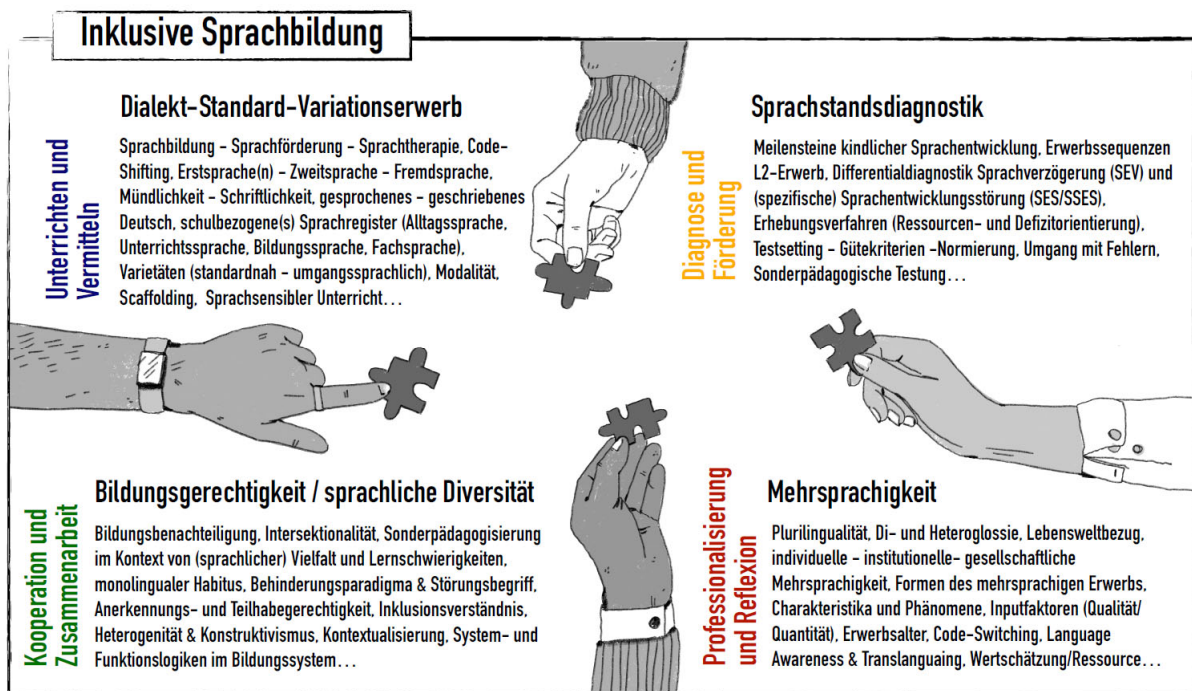 Inklusive Sprachbildung
Unterrichten und
Vermitteln
Dialekt-Standard-Variationserwerb
Sprachbildung – Sprachförderung – Sprachtherapie, Code-
Shifting, Erstsprache(n) – Zweitsprache – Fremdsprache,
Mündlichkeit – Schriftlichkeit, gesprochenes – geschriebenes
Deutsch, schulbezogene(s) Sprachregister (Alltagssprache,
Unterrichtssprache, Bildungssprache, Fachsprache),
Varietäten (standardnah – umgangssprachlich), Modalität,
Scaffolding, Sprachsensibler Unterricht...
Diagnose und
Förderung
Sprachstandsdiagnostik
Meilensteine kindlicher Sprachentwicklung, Erwerbssequenzen
L2-Erwerb, Differentialdiagnostik Sprachverzögerung (SEV) und
(spezifische) Sprachentwicklungsstörung (SES/SSES),
Erhebungsverfahren (Ressourcen- und Defizitorientierung),
Testsetting – Gütekriterien –Normierung, Umgang mit Fehlern,
Sonderpädagogische Testung...
Kooperation und
Zusammenarbeit
Bildungsgerechtigkeit / sprachliche Diversität
Bildungsbenachteiligung, Intersektionalität, Sonderpädagogisierung
im Kontext von (sprachlicher) Vielfalt und Lernschwierigkeiten,
monolingualer Habitus, Behinderungsparadigma & Störungsbegriff,
Anerkennungs- und Teilhabegerechtigkeit, Inklusionsverständnis,
Heterogenität & Konstruktivismus, Kontextualisierung, System- und
Funktionslogiken im Bildungssystem...
Professionalisierung
und Reflexion
Mehrsprachigkeit
Plurilingualität, Di- und Heteroglossie, Lebensweltbezug,
individuelle – institutionelle– gesellschaftliche
Mehrsprachigkeit, Formen des mehrsprachigen Erwerbs,
Charakteristika und Phänomene, Inputfaktoren (Qualität/
Quantität), Erwerbsalter, Code-Switching, Language
Awareness & Translanguaing, Wertschätzung/Ressource...